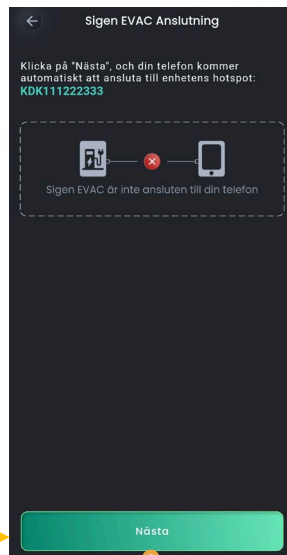 Sigen EVAC Anslutning
Klicka på "Nästa", och din telefon kommer
automatiskt att ansluta till enhetens hotspot:
KDK111222333
Sigen EVAC är inte ansluten till din telefon
Nästa